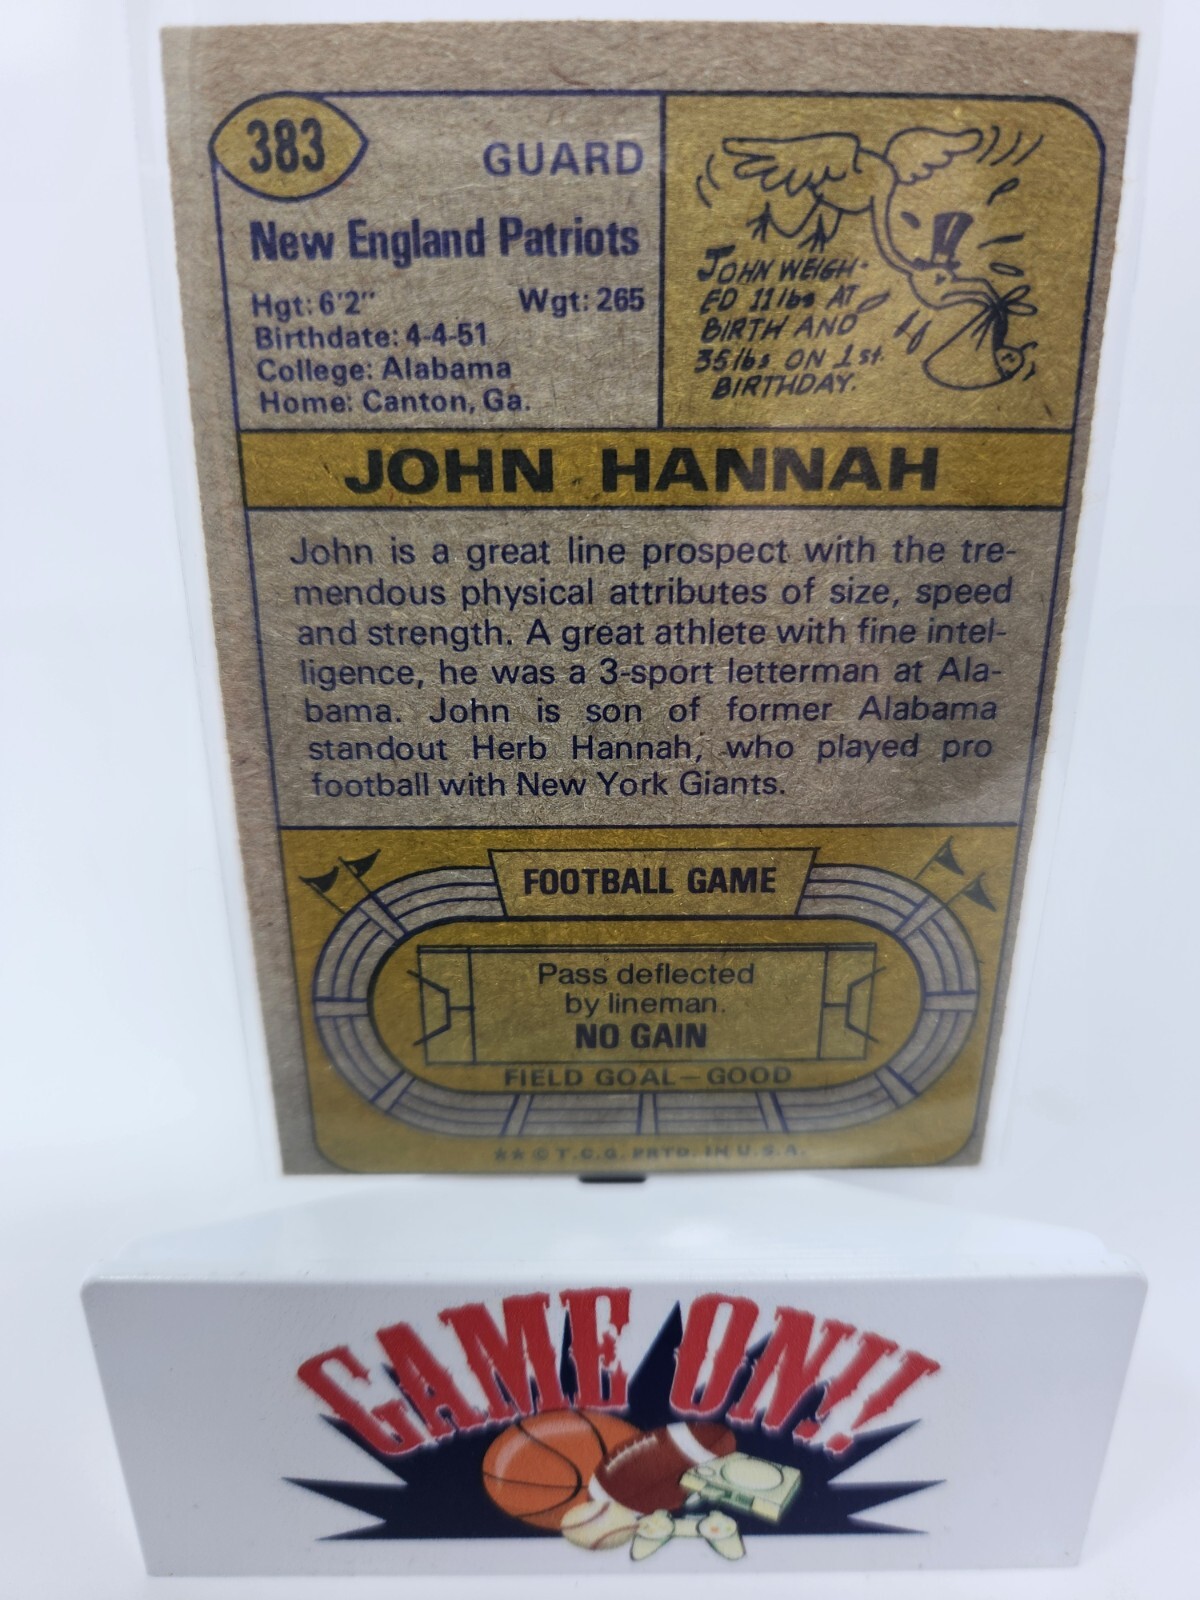 383
GUARD
New England Patriots
Hgt: 6'2" Wgt: 265
Birthdate: 4-4-51
College: Alabama
Home: Canton, Ga.
JOHN WEIGH-
ED 11 lbs AT
BIRTH AND
35 lbs ON 1st.
BIRTHDAY.
JOHN HANNAH
John is a great line prospect with the tre-
mendous physical attributes of size, speed
and strength. A great athlete with fine intel-
ligence, he was a 3-sport letterman at Ala-
bama. John is son of former Alabama
standout Herb Hannah, who played pro
football with New York Giants.
FOOTBALL GAME
Pass deflected
by lineman.
NO GAIN
FIELD GOAL—GOOD
★★ © T.C.G. PRTD. IN U.S.A.
GAME ON!!